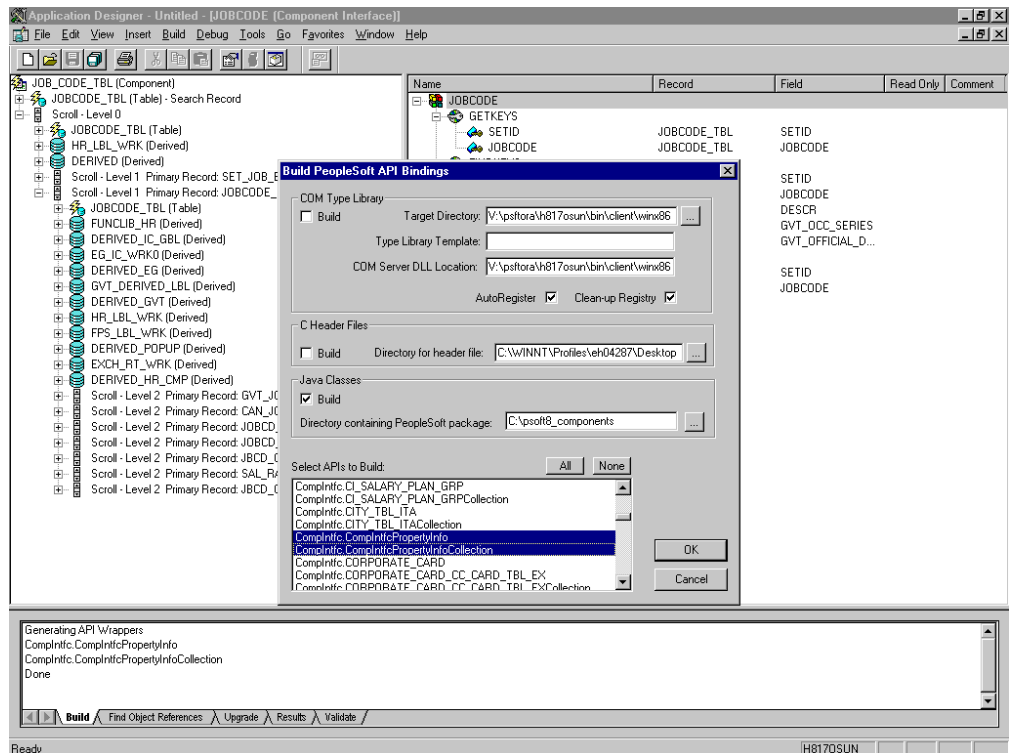 Application Designer - Untitled - [JOBCODE (Component Interface)]
File Edit View Insert Build Debug Tools Go Favorites Window Help
JOB_CODE_TBL (Component)
JOBCODE_TBL (Table) - Search Record
Scroll - Level 0
JOBCODE_TBL (Table)
HR_LBL_WRK (Derived)
DERIVED (Derived)
Scroll - Level 1 Primary Record: SET_JOB_E
Scroll - Level 1 Primary Record: JOBCODE_
JOBCODE_TBL (Table)
FUNCLIB_HR (Derived)
DERIVED_IC_GBL (Derived)
EG_IC_WRK0 (Derived)
DERIVED_EG (Derived)
GVT_DERIVED_LBL (Derived)
DERIVED_GVT (Derived)
HR_LBL_WRK (Derived)
FPS_LBL_WRK (Derived)
DERIVED_POPUP (Derived)
EXCH_RT_WRK (Derived)
DERIVED_HR_CMP (Derived)
Scroll - Level 2 Primary Record: GVT_JO
Scroll - Level 2 Primary Record: CAN_JO
Scroll - Level 2 Primary Record: JOBCD_
Scroll - Level 2 Primary Record: JOBCD_
Scroll - Level 2 Primary Record: JBCD_C
Scroll - Level 2 Primary Record: SAL_RA
Scroll - Level 2 Primary Record: JBCD_C
Name Record Field Read Only Comment
JOBCODE
GETKEYS
SETID JOBCODE_TBL SETID
JOBCODE JOBCODE_TBL JOBCODE
SETID
JOBCODE
DESCR
GVT_OCC_SERIES
GVT_OFFICIAL_D...
SETID
JOBCODE
Build PeopleSoft API Bindings
COM Type Library
Build Target Directory: V:\psftora\h817osun\bin\client\winx86 ...
Type Library Template:
COM Server DLL Location: V:\psftora\h817osun\bin\client\winx86
AutoRegister Clean-up Registry
C Header Files
Build Directory for header file: C:\WINNT\Profiles\eh04287\Desktop ...
Java Classes
Build
Directory containing PeopleSoft package: C:\psoft8_components ...
Select APIs to Build: All None
CompIntfc.CI_SALARY_PLAN_GRP
CompIntfc.CI_SALARY_PLAN_GRPCollection
CompIntfc.CITY_TBL_ITA
CompIntfc.CITY_TBL_ITACollection
CompIntfc.CompIntfcPropertyInfo
CompIntfc.CompIntfcPropertyInfoCollection
CompIntfc.CORPORATE_CARD
CompIntfc.CORPORATE_CARD_CC_CARD_TBL_EX
CompIntfc.CORPORATE_CARD_CC_CARD_TBL_EXCollection
OK
Cancel
Generating API Wrappers
CompIntfc.CompIntfcPropertyInfo
CompIntfc.CompIntfcPropertyInfoCollection
Done
Build Find Object References Upgrade Results Validate
Ready H817OSUN